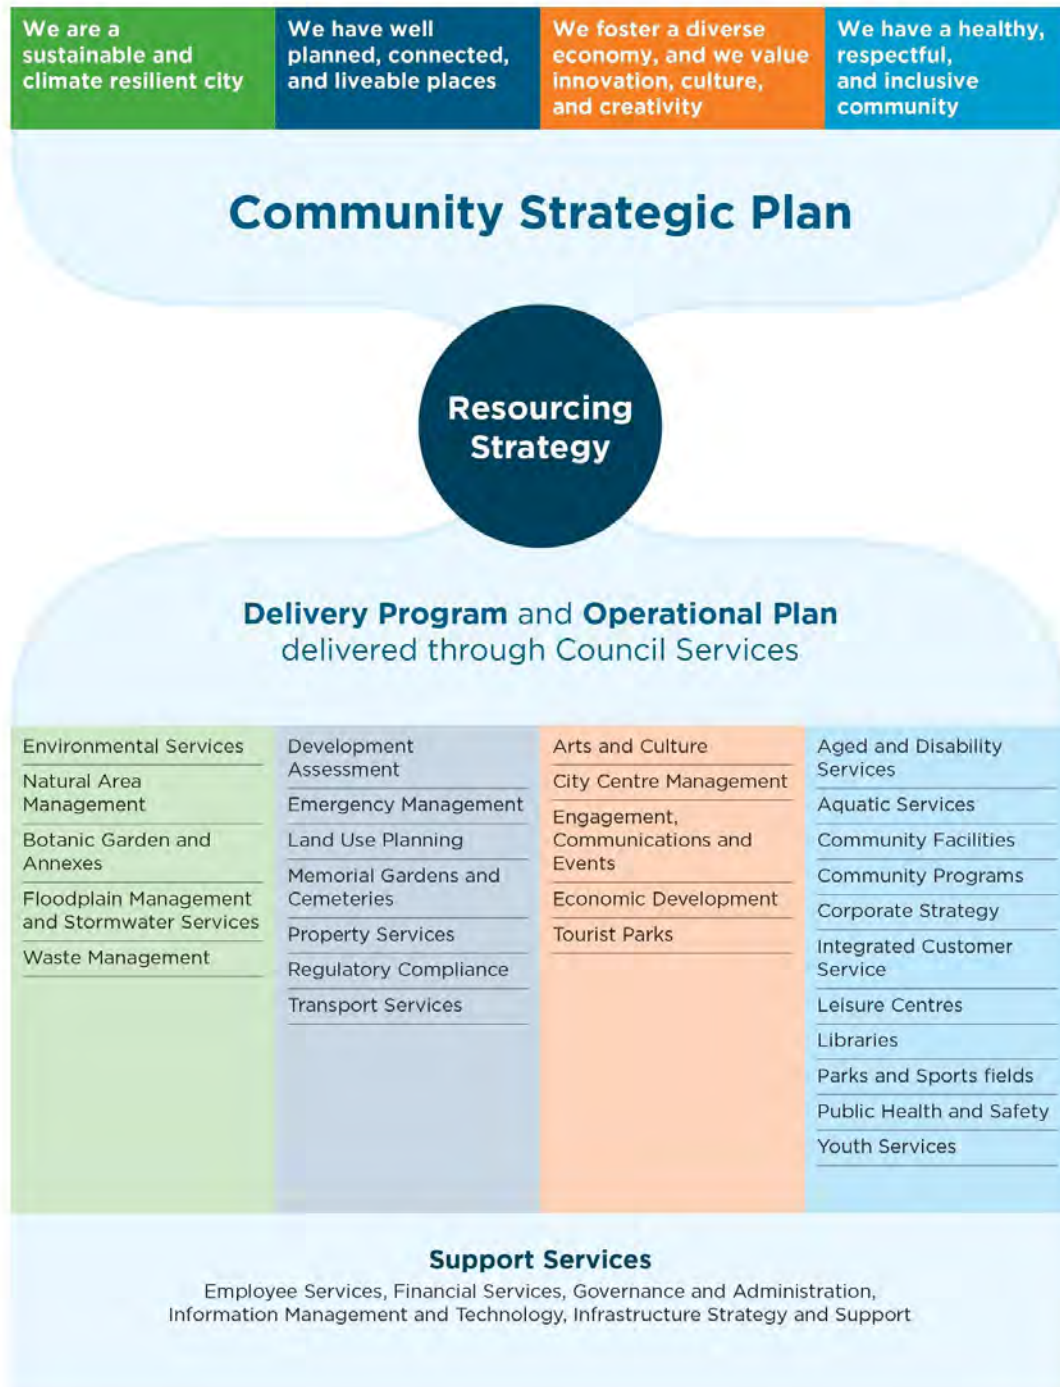 We are a
sustainable and
climate resilient city
We have well
planned, connected,
and liveable places
We foster a diverse
economy, and we value
innovation, culture,
and creativity
We have a healthy,
respectful,
and inclusive
community
Community Strategic Plan
Resourcing
Strategy
Delivery Program and Operational Plan
delivered through Council Services
Environmental Services
Natural Area
Management
Botanic Garden and
Annexes
Floodplain Management
and Stormwater Services
Waste Management
Development
Assessment
Emergency Management
Land Use Planning
Memorial Gardens and
Cemeteries
Property Services
Regulatory Compliance
Transport Services
Arts and Culture
City Centre Management
Engagement,
Communications and
Events
Economic Development
Tourist Parks
Aged and Disability
Services
Aquatic Services
Community Facilities
Community Programs
Corporate Strategy
Integrated Customer
Service
Leisure Centres
Libraries
Parks and Sports fields
Public Health and Safety
Youth Services
Support Services
Employee Services, Financial Services, Governance and Administration,
Information Management and Technology, Infrastructure Strategy and Support